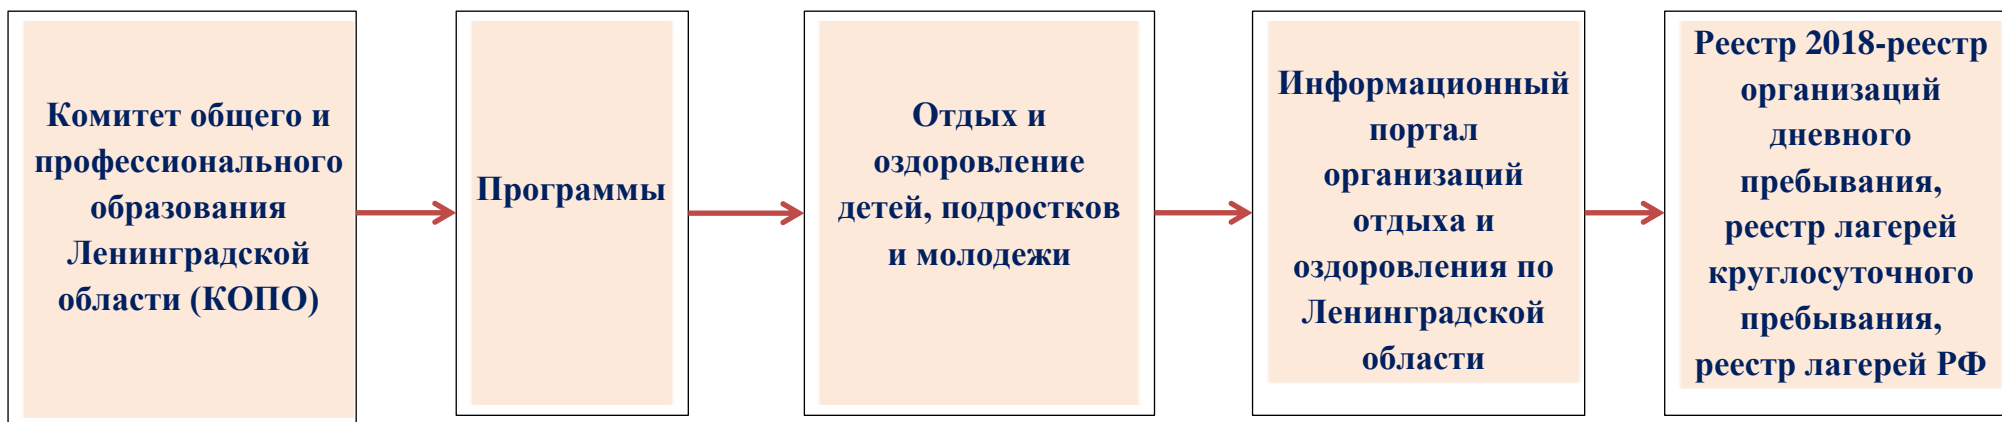 Комитет общего и
профессионального
образования
Ленинградской
области (КОПО)
Программы
Отдых и
оздоровление
детей, подростков
и молодежи
Информационный
портал
организаций
отдыха и
оздоровления по
Ленинградской
области
Реестр 2018-реестр
организаций
дневного
пребывания,
реестр лагерей
круглосуточного
пребывания,
реестр лагерей РФ